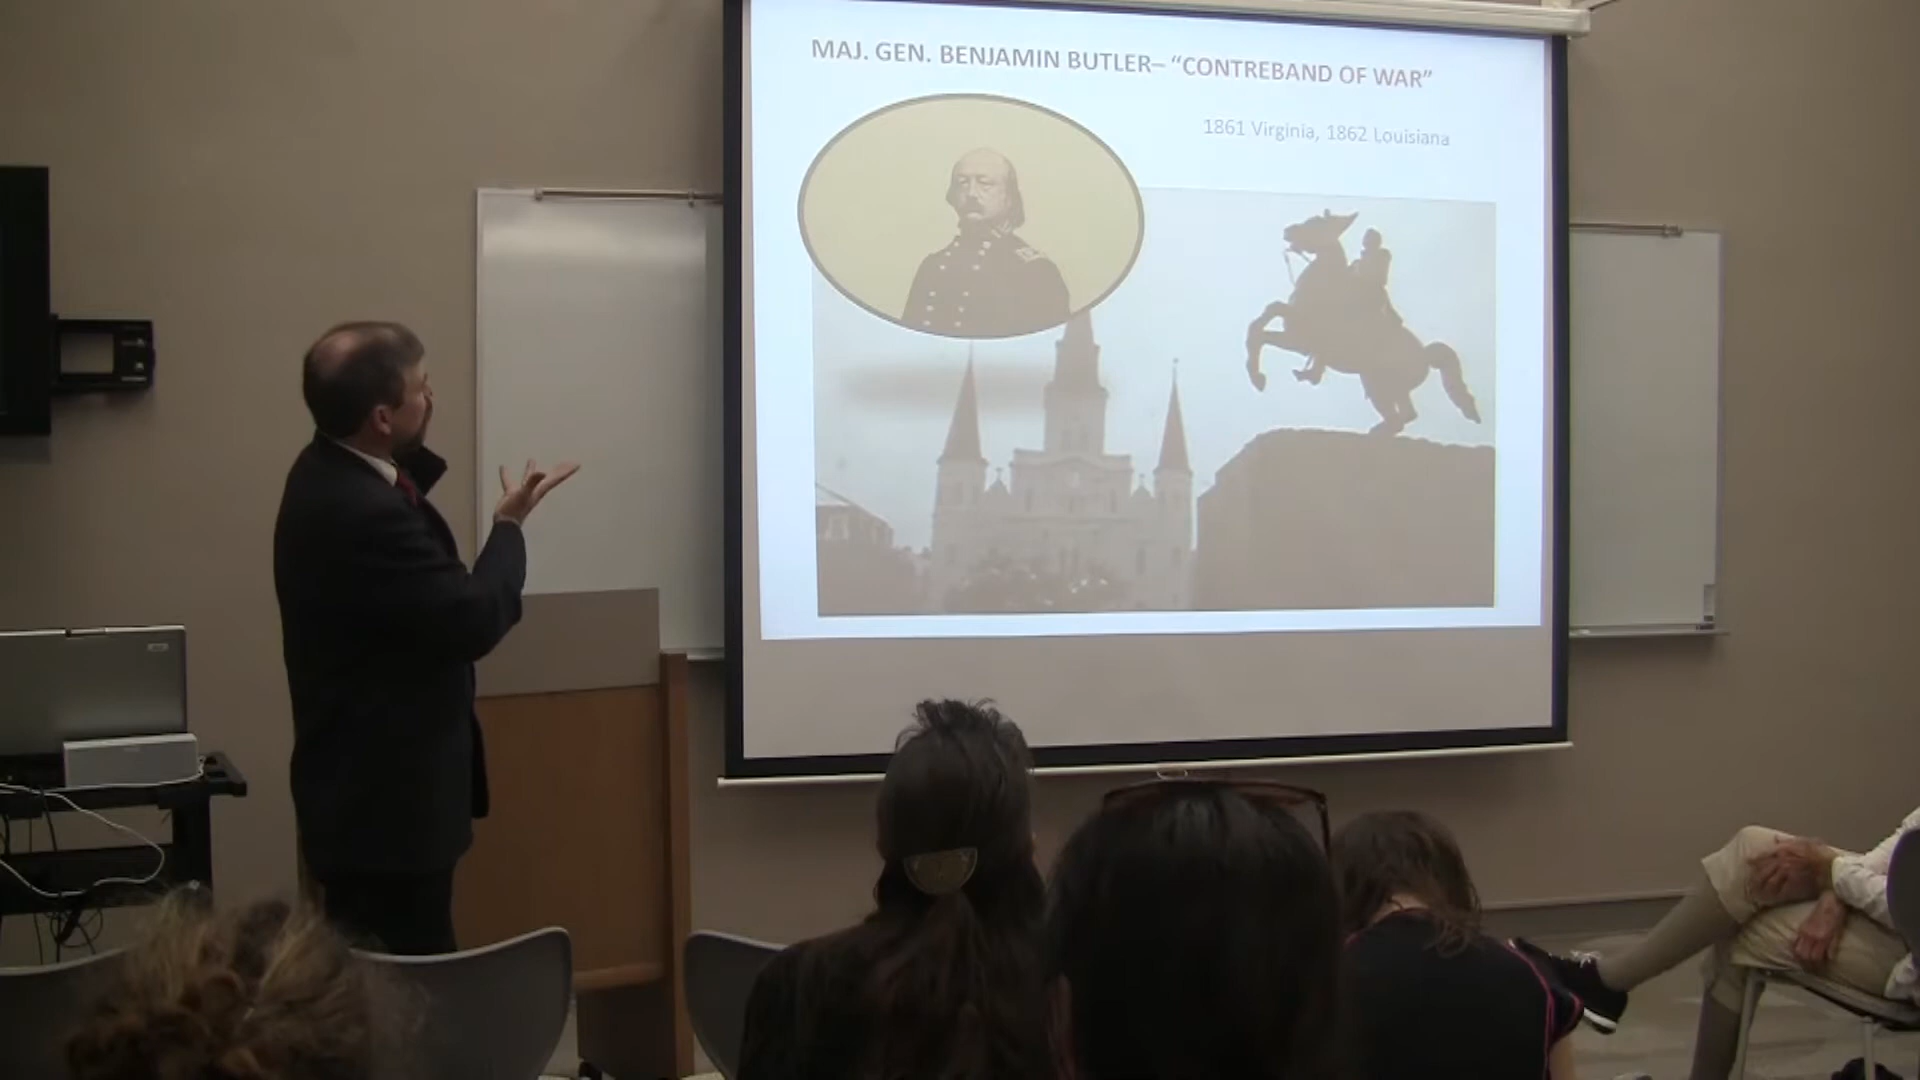 MAJ. GEN. BENJAMIN BUTLER– “CONTREBAND OF WAR”
1861 Virginia, 1862 Louisiana